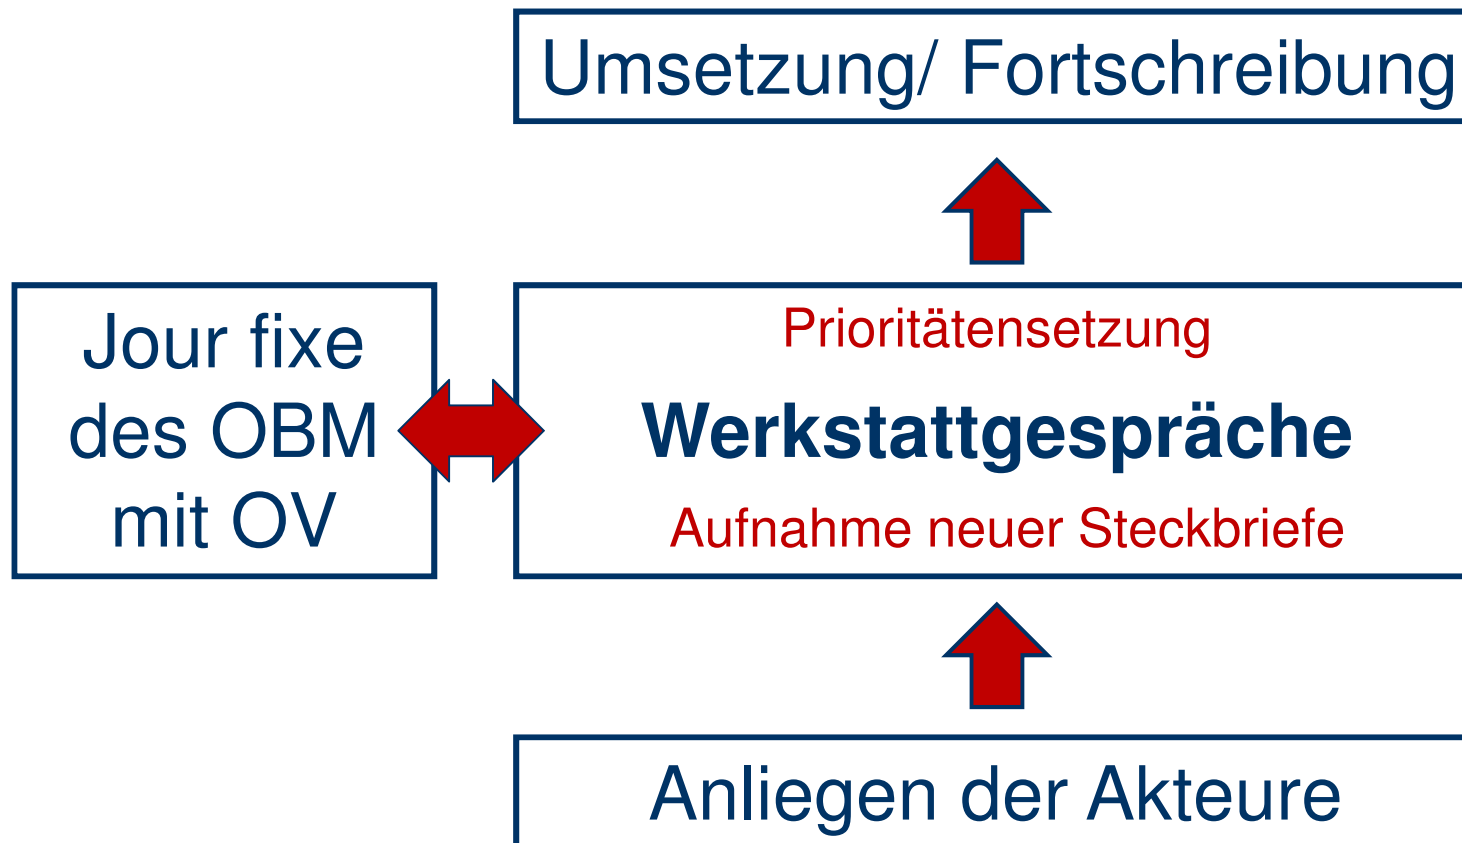 Umsetzung/ Fortschreibung
Jour fixe
des OBM
mit OV
Prioritätensetzung
Werkstattgespräche
Aufnahme neuer Steckbriefe
Anliegen der Akteure